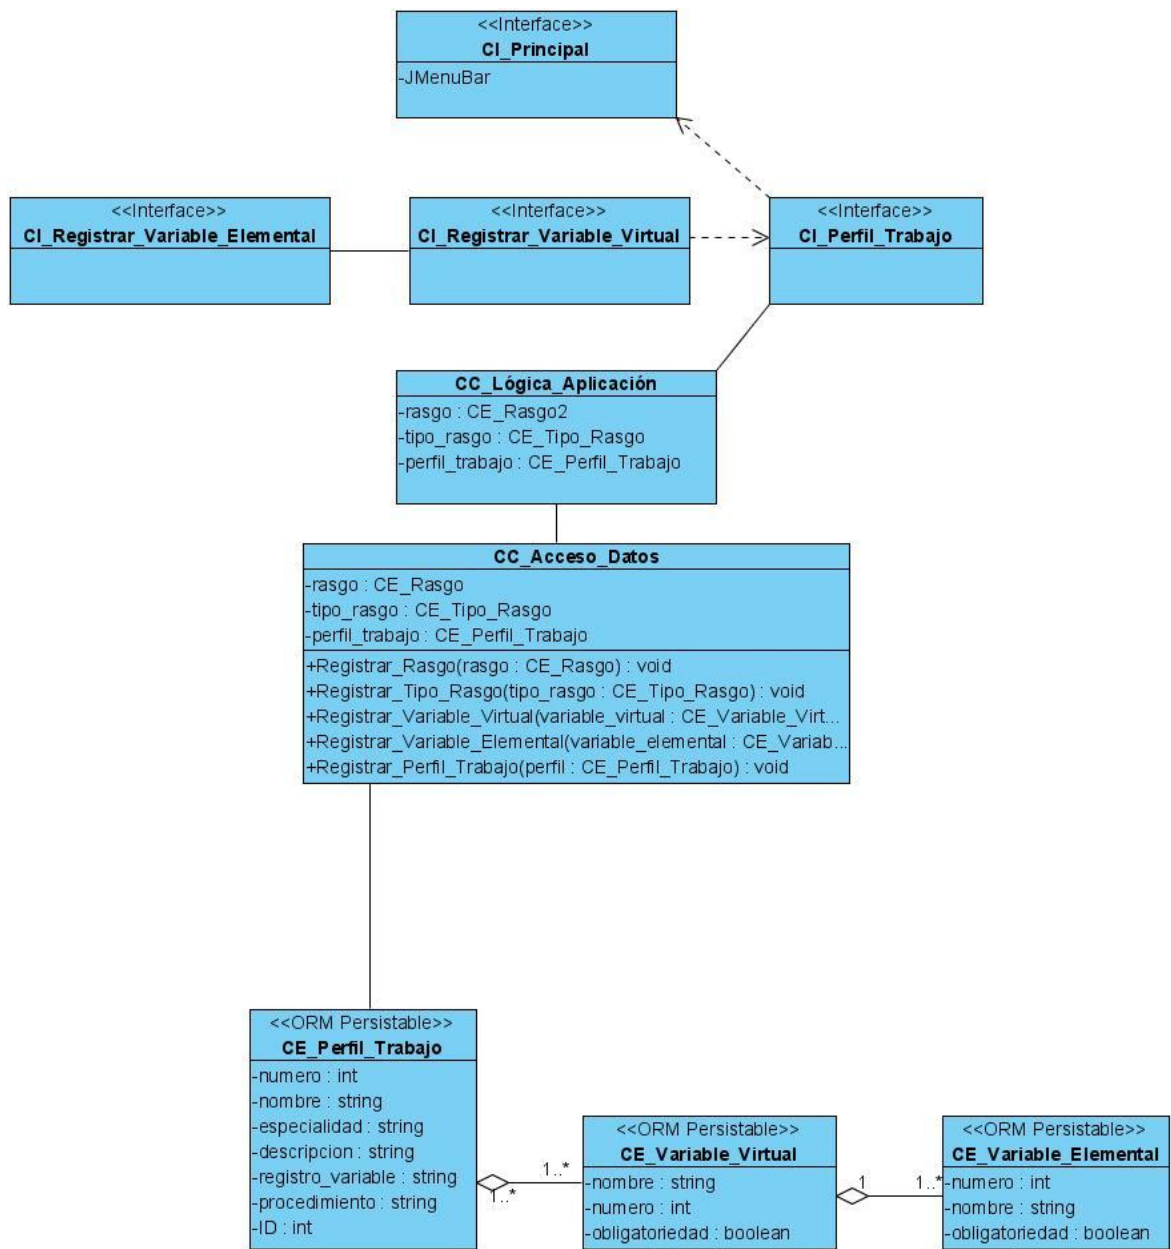 <<Interface>>
CI_Principal
-JMenuBar
<<Interface>>
CI_Registrar_Variable_Elemental
<<Interface>>
CI_Registrar_Variable_Virtual
<<Interface>>
CI_Perfil_Trabajo
CC_Lógica_Aplicación
-rasgo : CE_Rasgo2
-tipo_rasgo : CE_Tipo_Rasgo
-perfil_trabajo : CE_Perfil_Trabajo
CC_Acceso_Datos
-rasgo : CE_Rasgo
-tipo_rasgo : CE_Tipo_Rasgo
-perfil_trabajo : CE_Perfil_Trabajo
+Registrar_Rasgo(rasgo : CE_Rasgo) : void
+Registrar_Tipo_Rasgo(tipo_rasgo : CE_Tipo_Rasgo) : void
+Registrar_Variable_Virtual(variable_virtual : CE_Variable_Virt...
+Registrar_Variable_Elemental(variable_elemental : CE_Variab...
+Registrar_Perfil_Trabajo(perfil : CE_Perfil_Trabajo) : void
<<ORM Persistable>>
CE_Perfil_Trabajo
-numero : int
-nombre : string
-especialidad : string
-descripcion : string
-registro_variable : string
-procedimiento : string
-ID : int
1..*
1..*
<<ORM Persistable>>
CE_Variable_Virtual
-nombre : string
-numero : int
-obligatoriedad : boolean
1
1..*
<<ORM Persistable>>
CE_Variable_Elemental
-numero : int
-nombre : string
-obligatoriedad : boolean